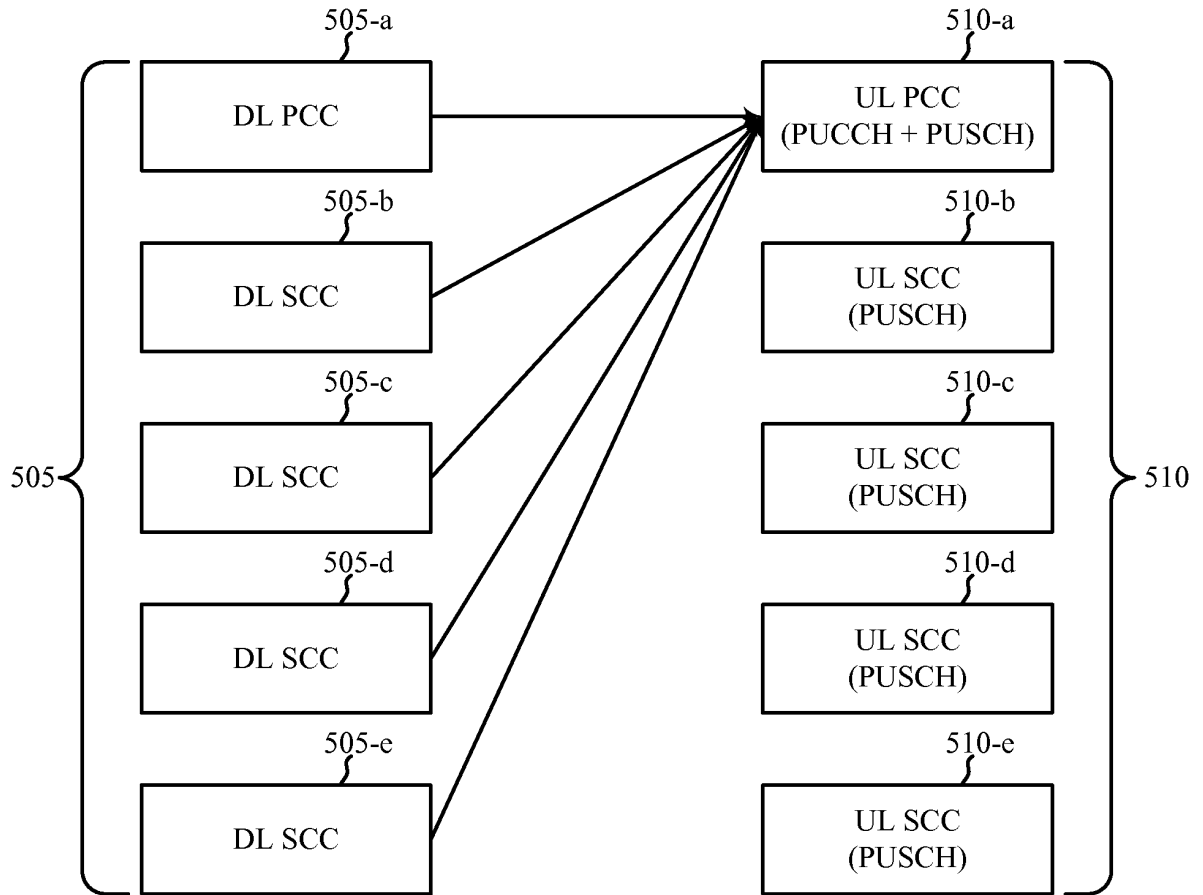 505-a
510-a
DL PCC
UL PCC
(PUCCH + PUSCH)
505-b
510-b
DL SCC
UL SCC
(PUSCH)
505-c
510-c
DL SCC
UL SCC
(PUSCH)
505
510
505-d
510-d
DL SCC
UL SCC
(PUSCH)
505-e
510-e
DL SCC
UL SCC
(PUSCH)